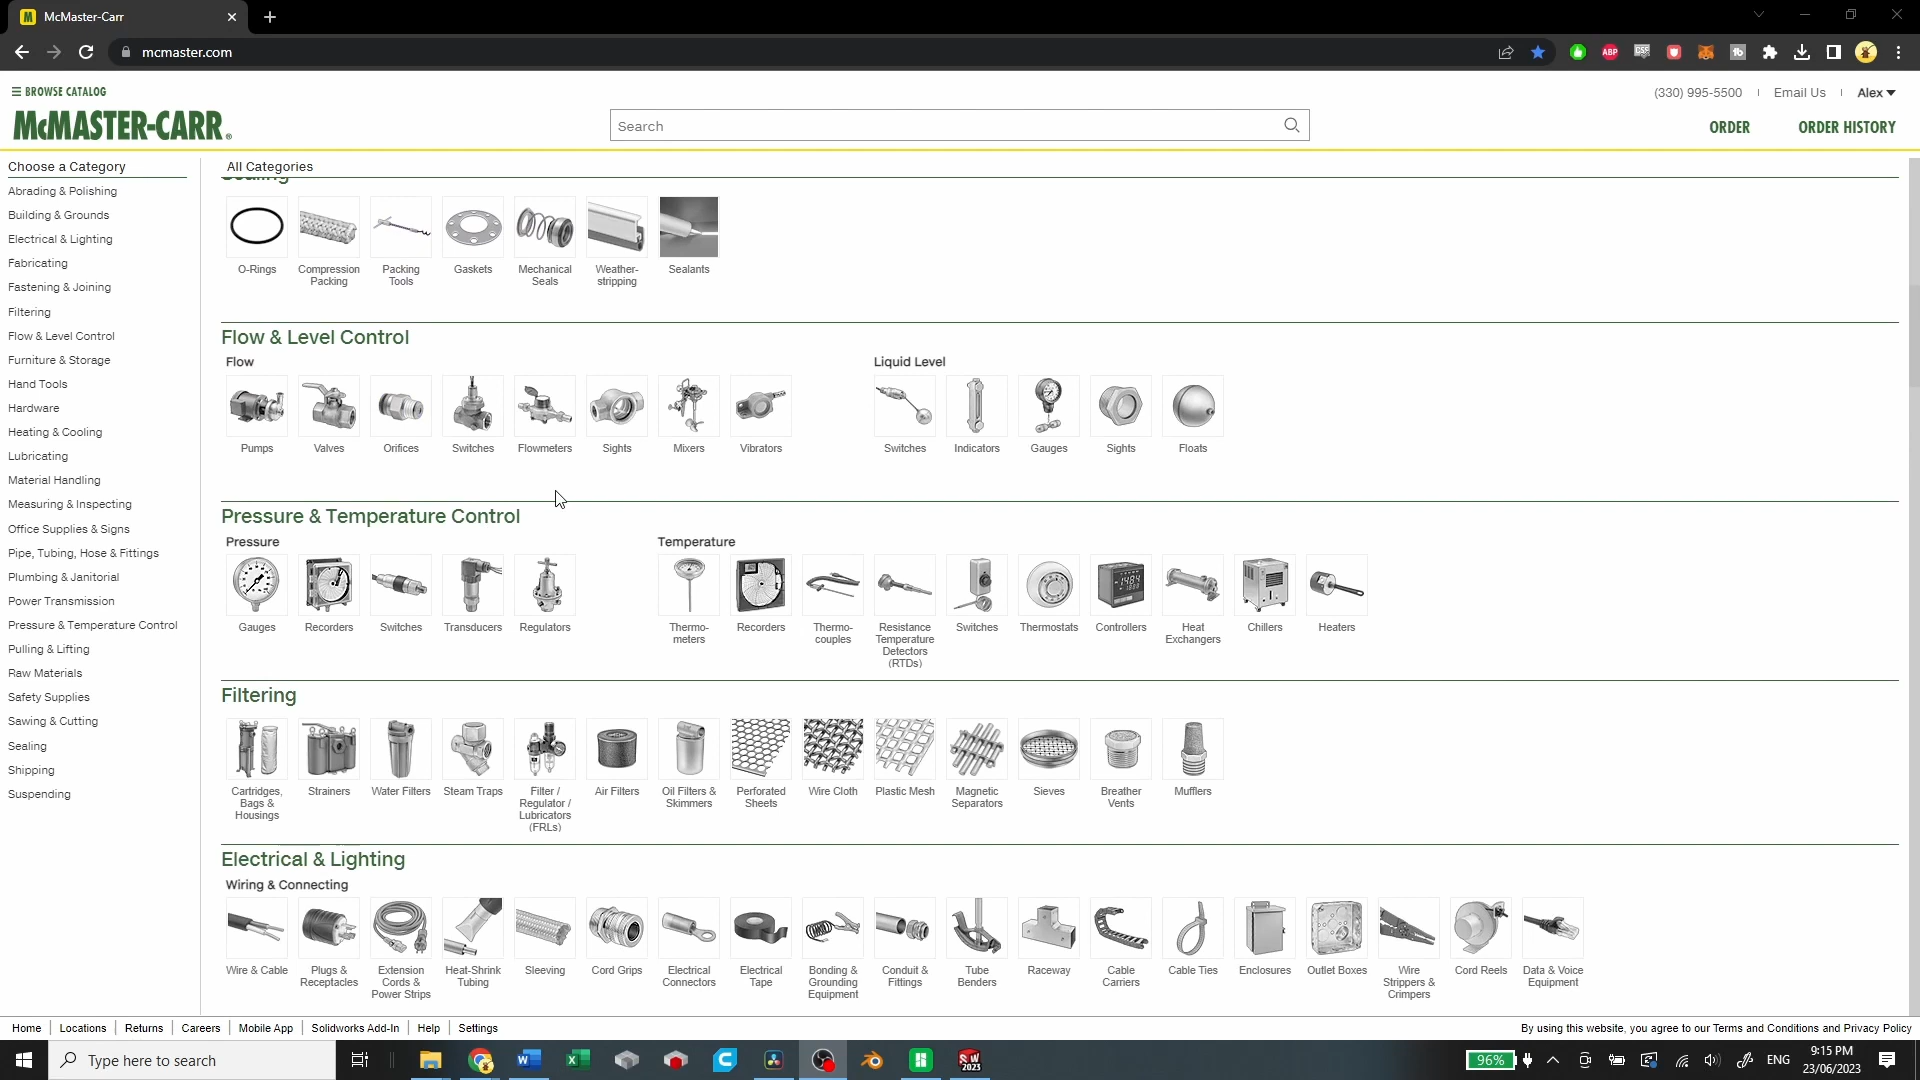 McMaster-Carr
mcmaster.com
BROWSE CATALOG
McMASTER-CARR®
Search
(330) 995-5500
Email Us
Alex
ORDER
ORDER HISTORY
Choose a Category
Abrading & Polishing
Building & Grounds
Electrical & Lighting
Fabricating
Fastening & Joining
Filtering
Flow & Level Control
Furniture & Storage
Hand Tools
Hardware
Heating & Cooling
Lubricating
Material Handling
Measuring & Inspecting
Office Supplies & Signs
Pipe, Tubing, Hose & Fittings
Plumbing & Janitorial
Power Transmission
Pressure & Temperature Control
Pulling & Lifting
Raw Materials
Safety Supplies
Sawing & Cutting
Sealing
Shipping
Suspending
All Categories
Sealing
O-Rings
Compression
Packing
Packing
Tools
Gaskets
Mechanical
Seals
Weather-
stripping
Sealants
Flow & Level Control
Flow
Pumps
Valves
Orifices
Switches
Flowmeters
Sights
Mixers
Vibrators
Liquid Level
Switches
Indicators
Gauges
Sights
Floats
Pressure & Temperature Control
Pressure
Gauges
Recorders
Switches
Transducers
Regulators
Temperature
Thermo-
meters
Recorders
Thermo-
couples
Resistance
Temperature
Detectors
(RTDs)
Switches
Thermostats
Controllers
Heat
Exchangers
Chillers
Heaters
Filtering
Cartridges,
Bags &
Housings
Strainers
Water Filters
Steam Traps
Filter /
Regulator /
Lubricators
(FRLs)
Air Filters
Oil Filters &
Skimmers
Perforated
Sheets
Wire Cloth
Plastic Mesh
Magnetic
Separators
Sieves
Breather
Vents
Mufflers
Electrical & Lighting
Wiring & Connecting
Wire & Cable
Plugs &
Receptacles
Extension
Cords &
Power Strips
Heat-Shrink
Tubing
Sleeving
Cord Grips
Electrical
Connectors
Electrical
Tape
Bonding &
Grounding
Equipment
Conduit &
Fittings
Tube
Benders
Raceway
Cable
Carriers
Cable Ties
Enclosures
Outlet Boxes
Wire
Strippers &
Crimpers
Cord Reels
Data & Voice
Equipment
Home
Locations
Returns
Careers
Mobile App
Solidworks Add-In
Help
Settings
By using this website, you agree to our Terms and Conditions and Privacy Policy
Type here to search
96%
ENG
9:15 PM
23/06/2023